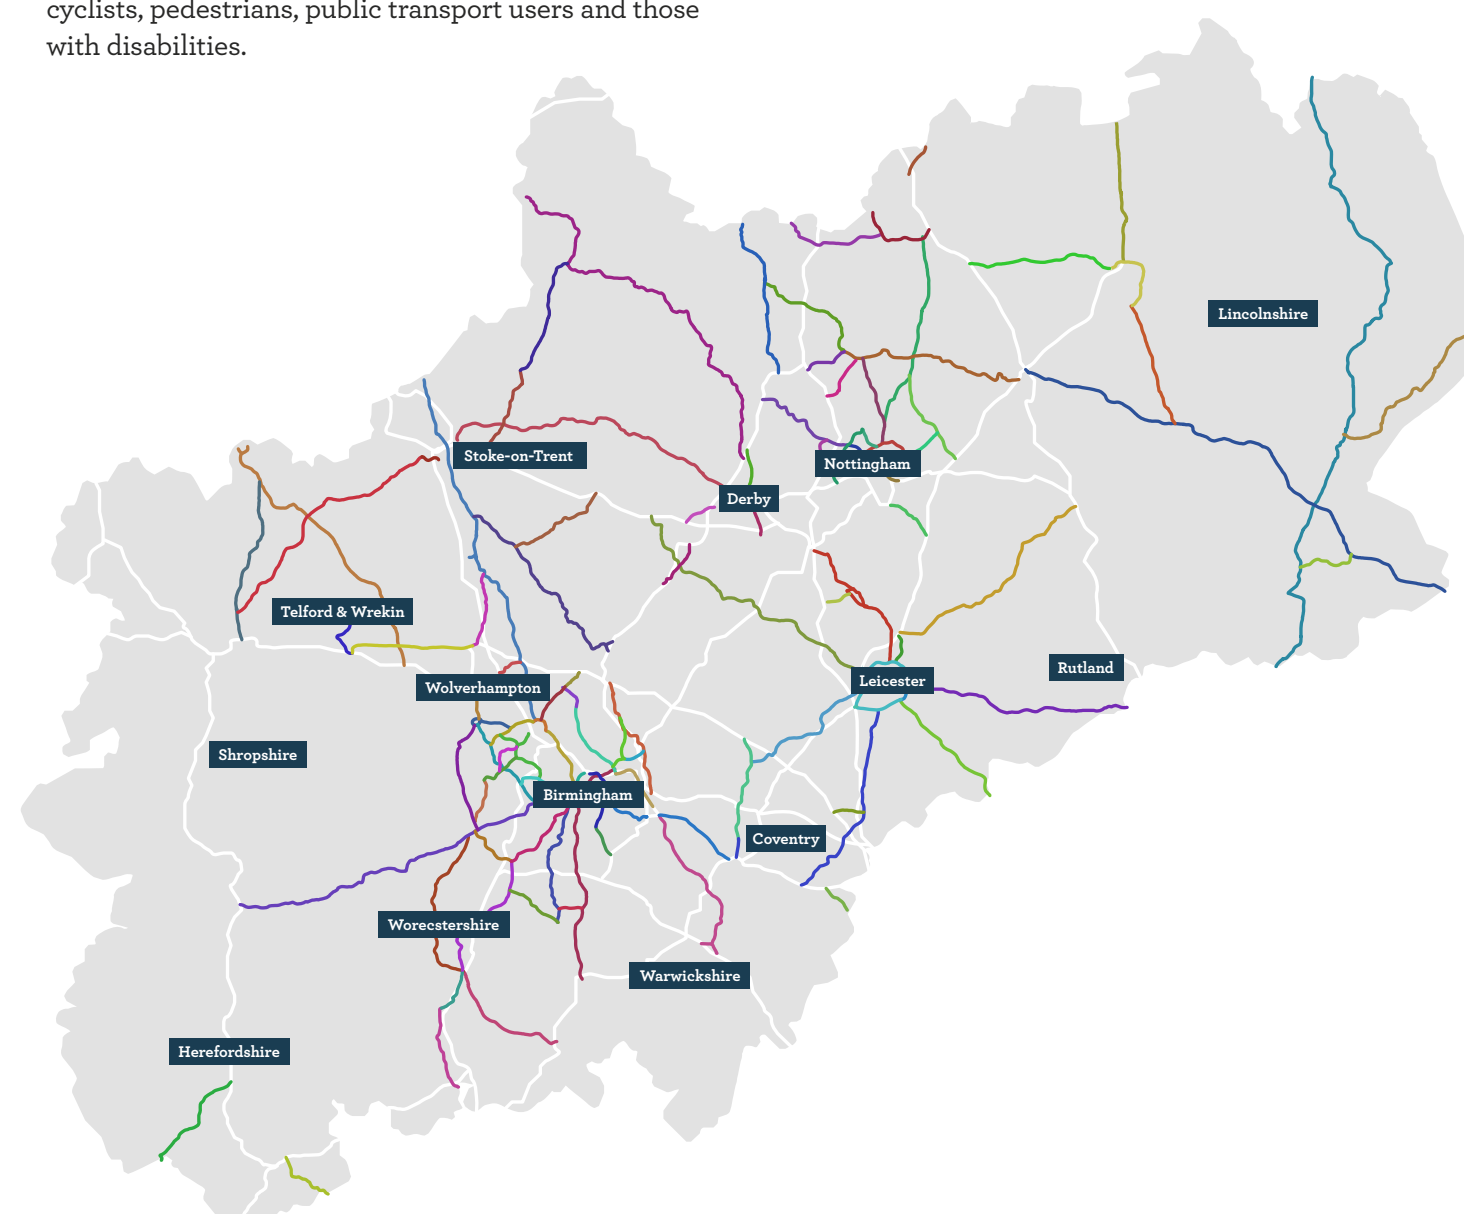 cyclists, pedestrians, public transport users and those
with disabilities.
Lincolnshire
Stoke-on-Trent
Nottingham
Derby
Telford & Wrekin
Rutland
Leicester
Wolverhampton
Shropshire
Birmingham
Coventry
Worecstershire
Warwickshire
Herefordshire